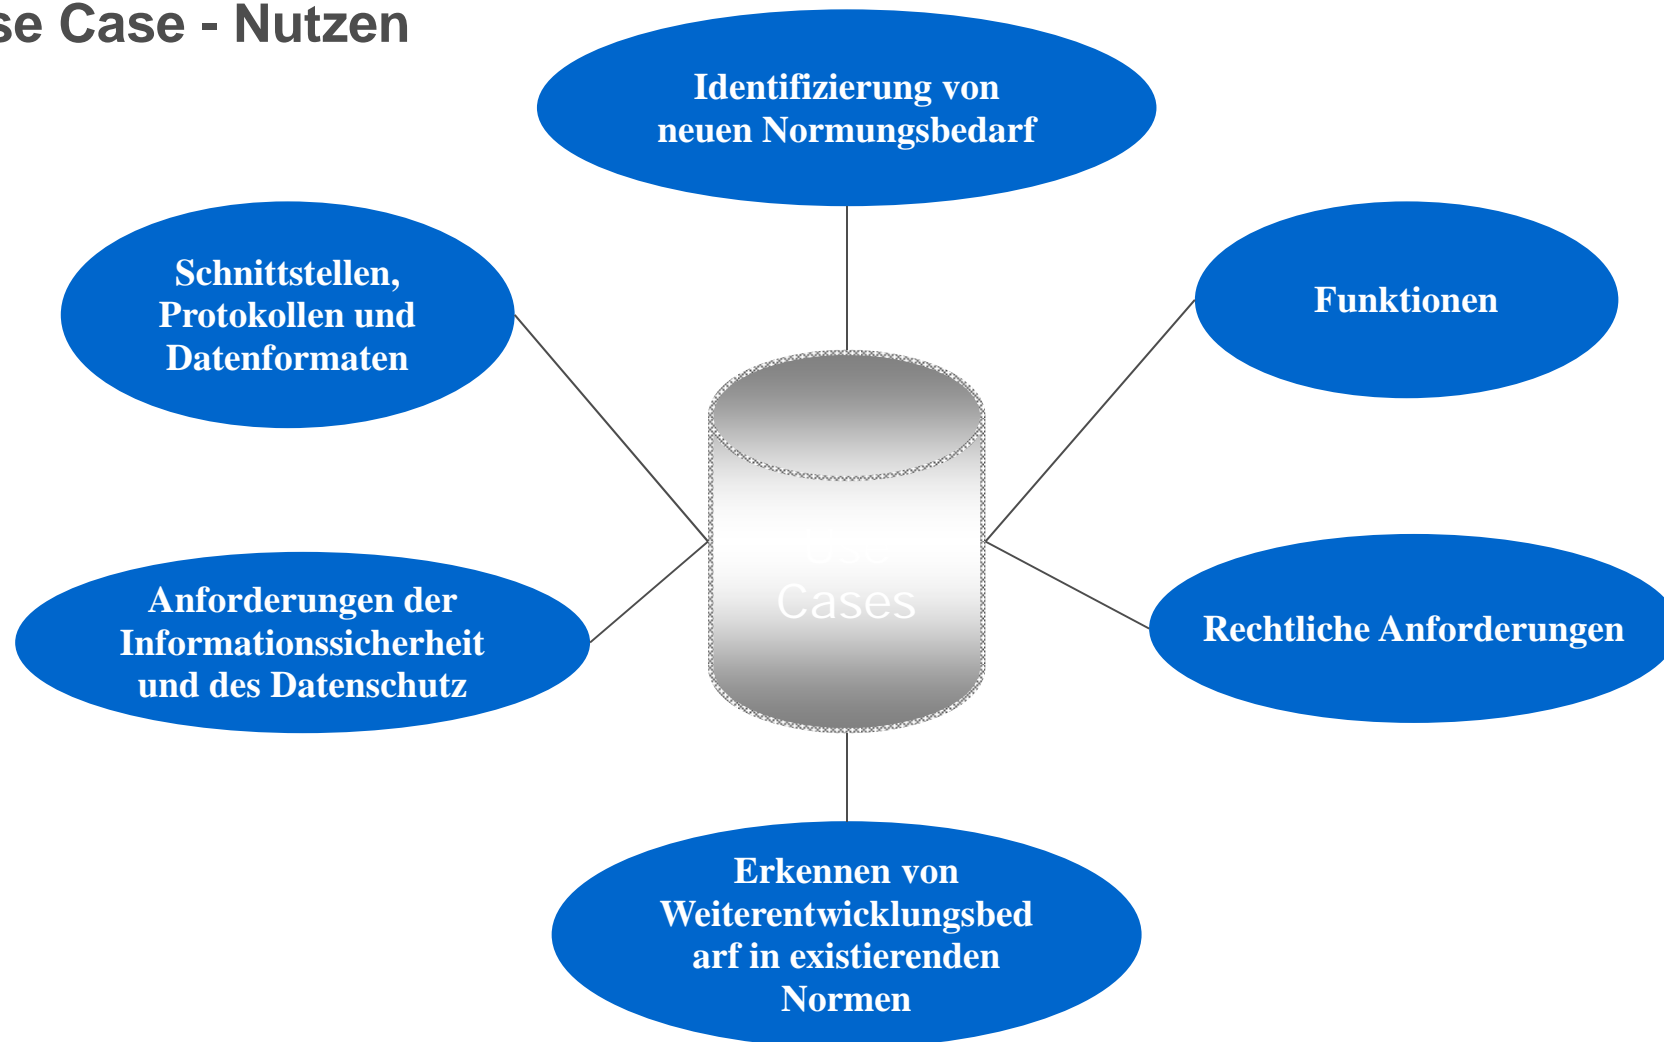 se Case - Nutzen
Identifizierung von
neuen Normungsbedarf
Schnittstellen,
Protokollen und
Datenformaten
Funktionen
Use
Cases
Anforderungen der
Informationssicherheit
und des Datenschutz
Rechtliche Anforderungen
Erkennen von
Weiterentwicklungsbed
arf in existierenden
Normen